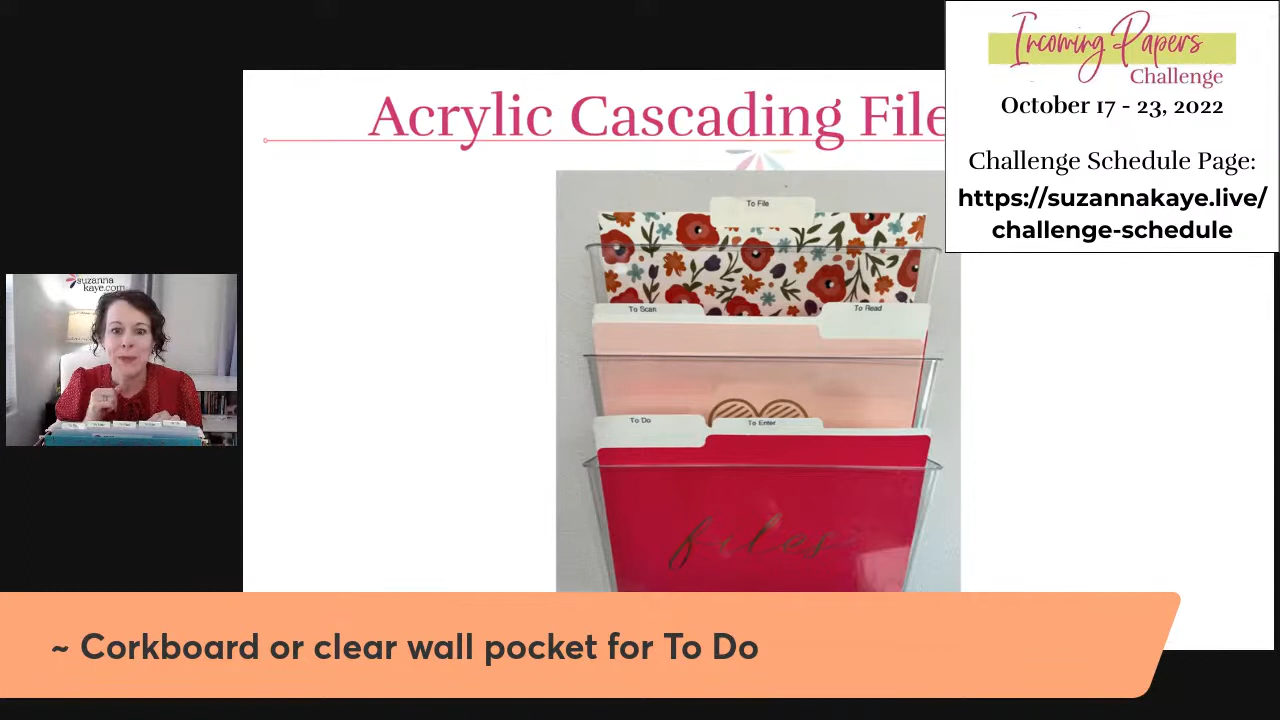 Incoming Papers
Challenge
October 17 - 23, 2022
Challenge Schedule Page:
https://suzannakaye.live/
challenge-schedule
Acrylic Cascading File
To File
To Scan
To Read
To Do
To Enter
files
suzanna
kaye.com
~ Corkboard or clear wall pocket for To Do